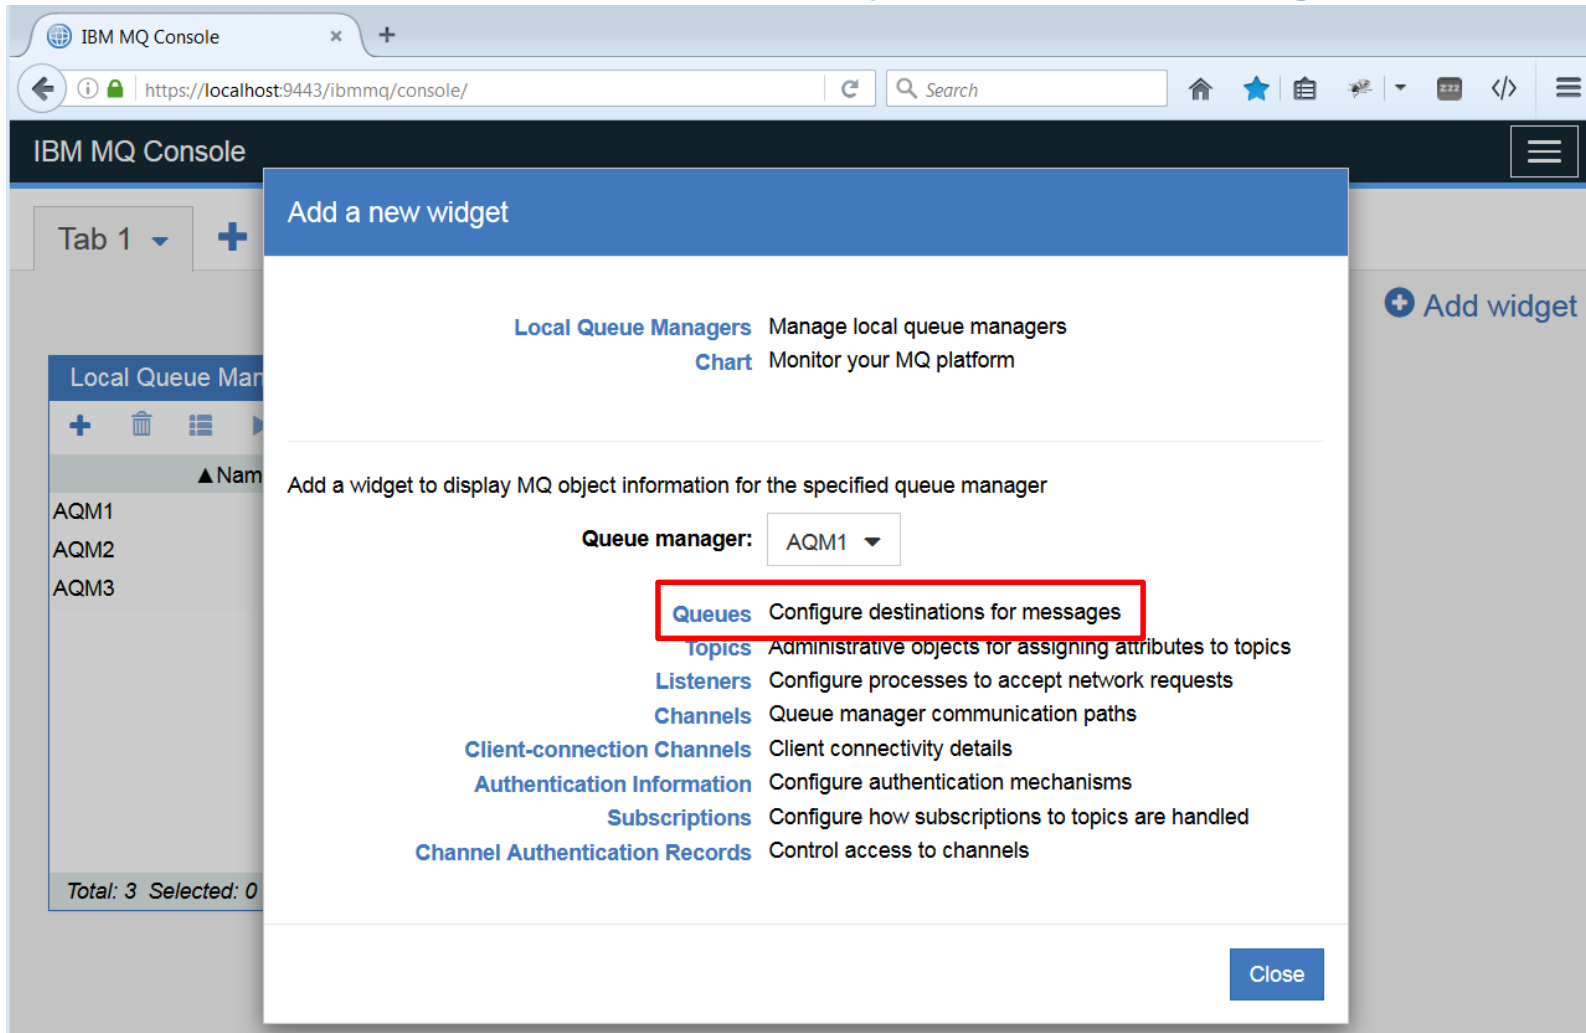 IBM MQ Console × +
https://localhost:9443/ibmmq/console/ Search zzz </>
IBM MQ Console
Tab 1 +
Add a new widget
Add widget
Local Queue Managers Manage local queue managers
Chart Monitor your MQ platform
Local Queue Man
▲Nam
AQM1
AQM2
AQM3
Total: 3 Selected: 0
Add a widget to display MQ object information for the specified queue manager
Queue manager: AQM1
Queues Configure destinations for messages
Topics Administrative objects for assigning attributes to topics
Listeners Configure processes to accept network requests
Channels Queue manager communication paths
Client-connection Channels Client connectivity details
Authentication Information Configure authentication mechanisms
Subscriptions Configure how subscriptions to topics are handled
Channel Authentication Records Control access to channels
Close